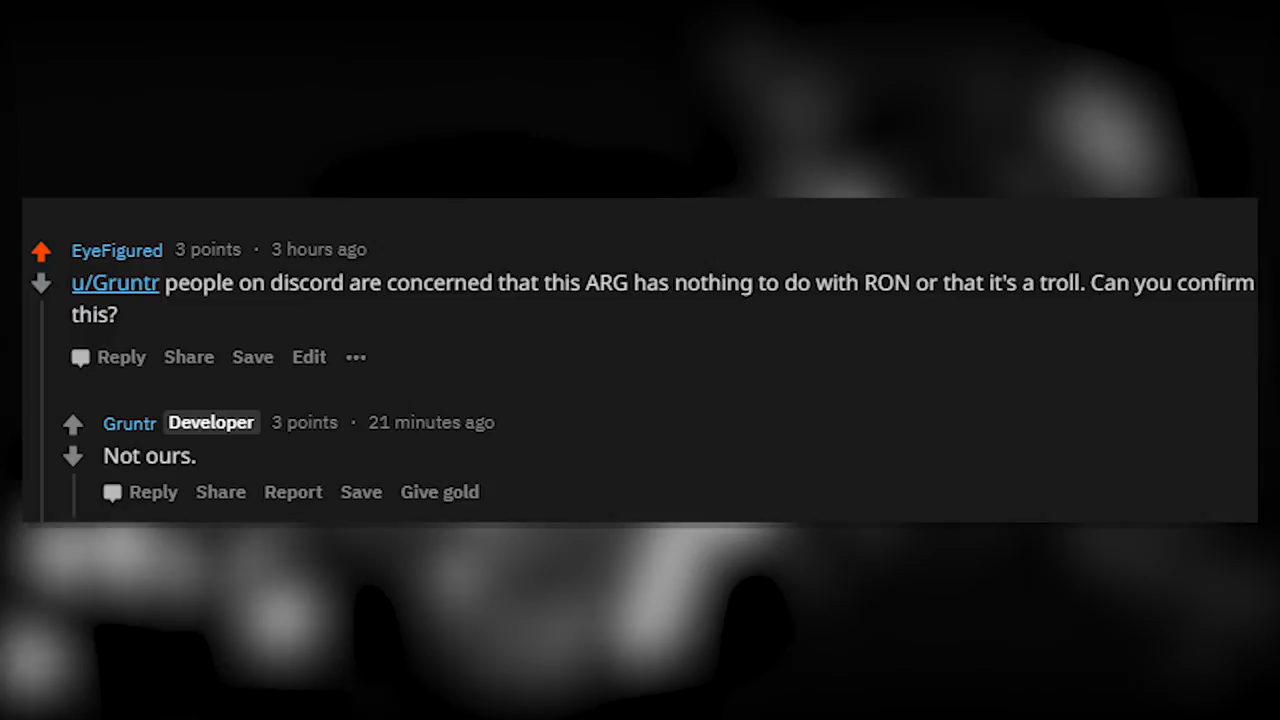 EyeFigured 3 points · 3 hours ago
u/Gruntr people on discord are concerned that this ARG has nothing to do with RON or that it's a troll. Can you confirm
this?
Reply Share Save Edit •••
Gruntr Developer 3 points · 21 minutes ago
Not ours.
Reply Share Report Save Give gold